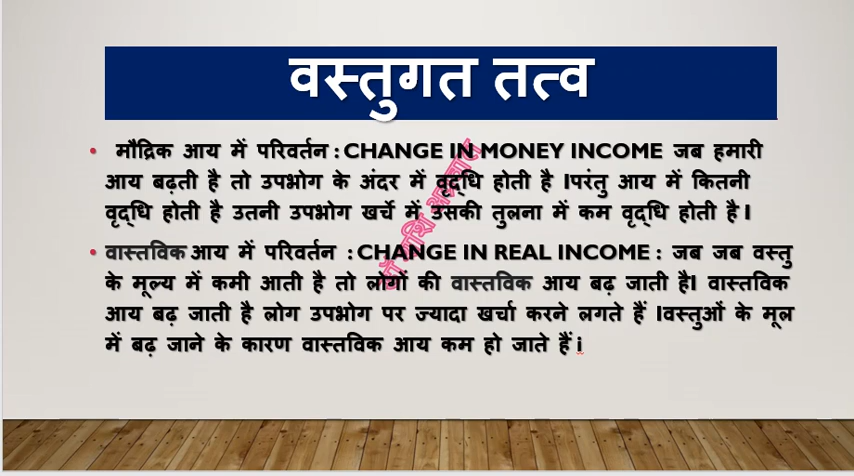 वस्तुगत तत्व
• मौद्रिक आय में परिवर्तन : CHANGE IN MONEY INCOME जब हमारी
आय बढ़ती है तो उपभोग के अंदर में वृद्धि होती है Iपरंतु आय में कितनी
वृद्धि होती है उतनी उपभोग खर्चे में उसकी तुलना में कम वृद्धि होती है I
• वास्तविक आय में परिवर्तन : CHANGE IN REAL INCOME : जब जब वस्तु
के मूल्य में कमी आती है तो लोगों की वास्तविक आय बढ़ जाती हैI वास्तविक
आय बढ़ जाती है लोग उपभोग पर ज्यादा खर्चा करने लगते हैं Iवस्तुओं के मूल
में बढ़ जाने के कारण वास्तविक आय कम हो जाते हैं i